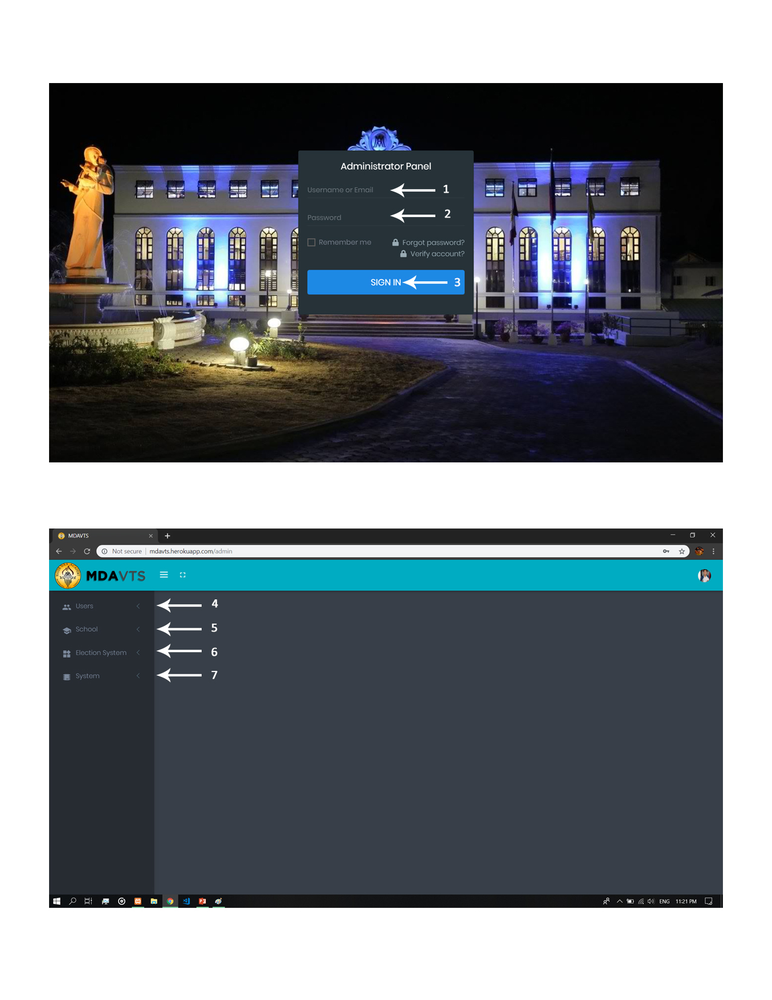 Administrator Panel
Username or Email 1
Password 2
Remember me Forgot password?
Verify account?
SIGN IN 3
MDAVTS
Not secure | mdavts.herokuapp.com/admin
MDAVTS
Users 4
School 5
Election System 6
System 7
ENG 11:21 PM